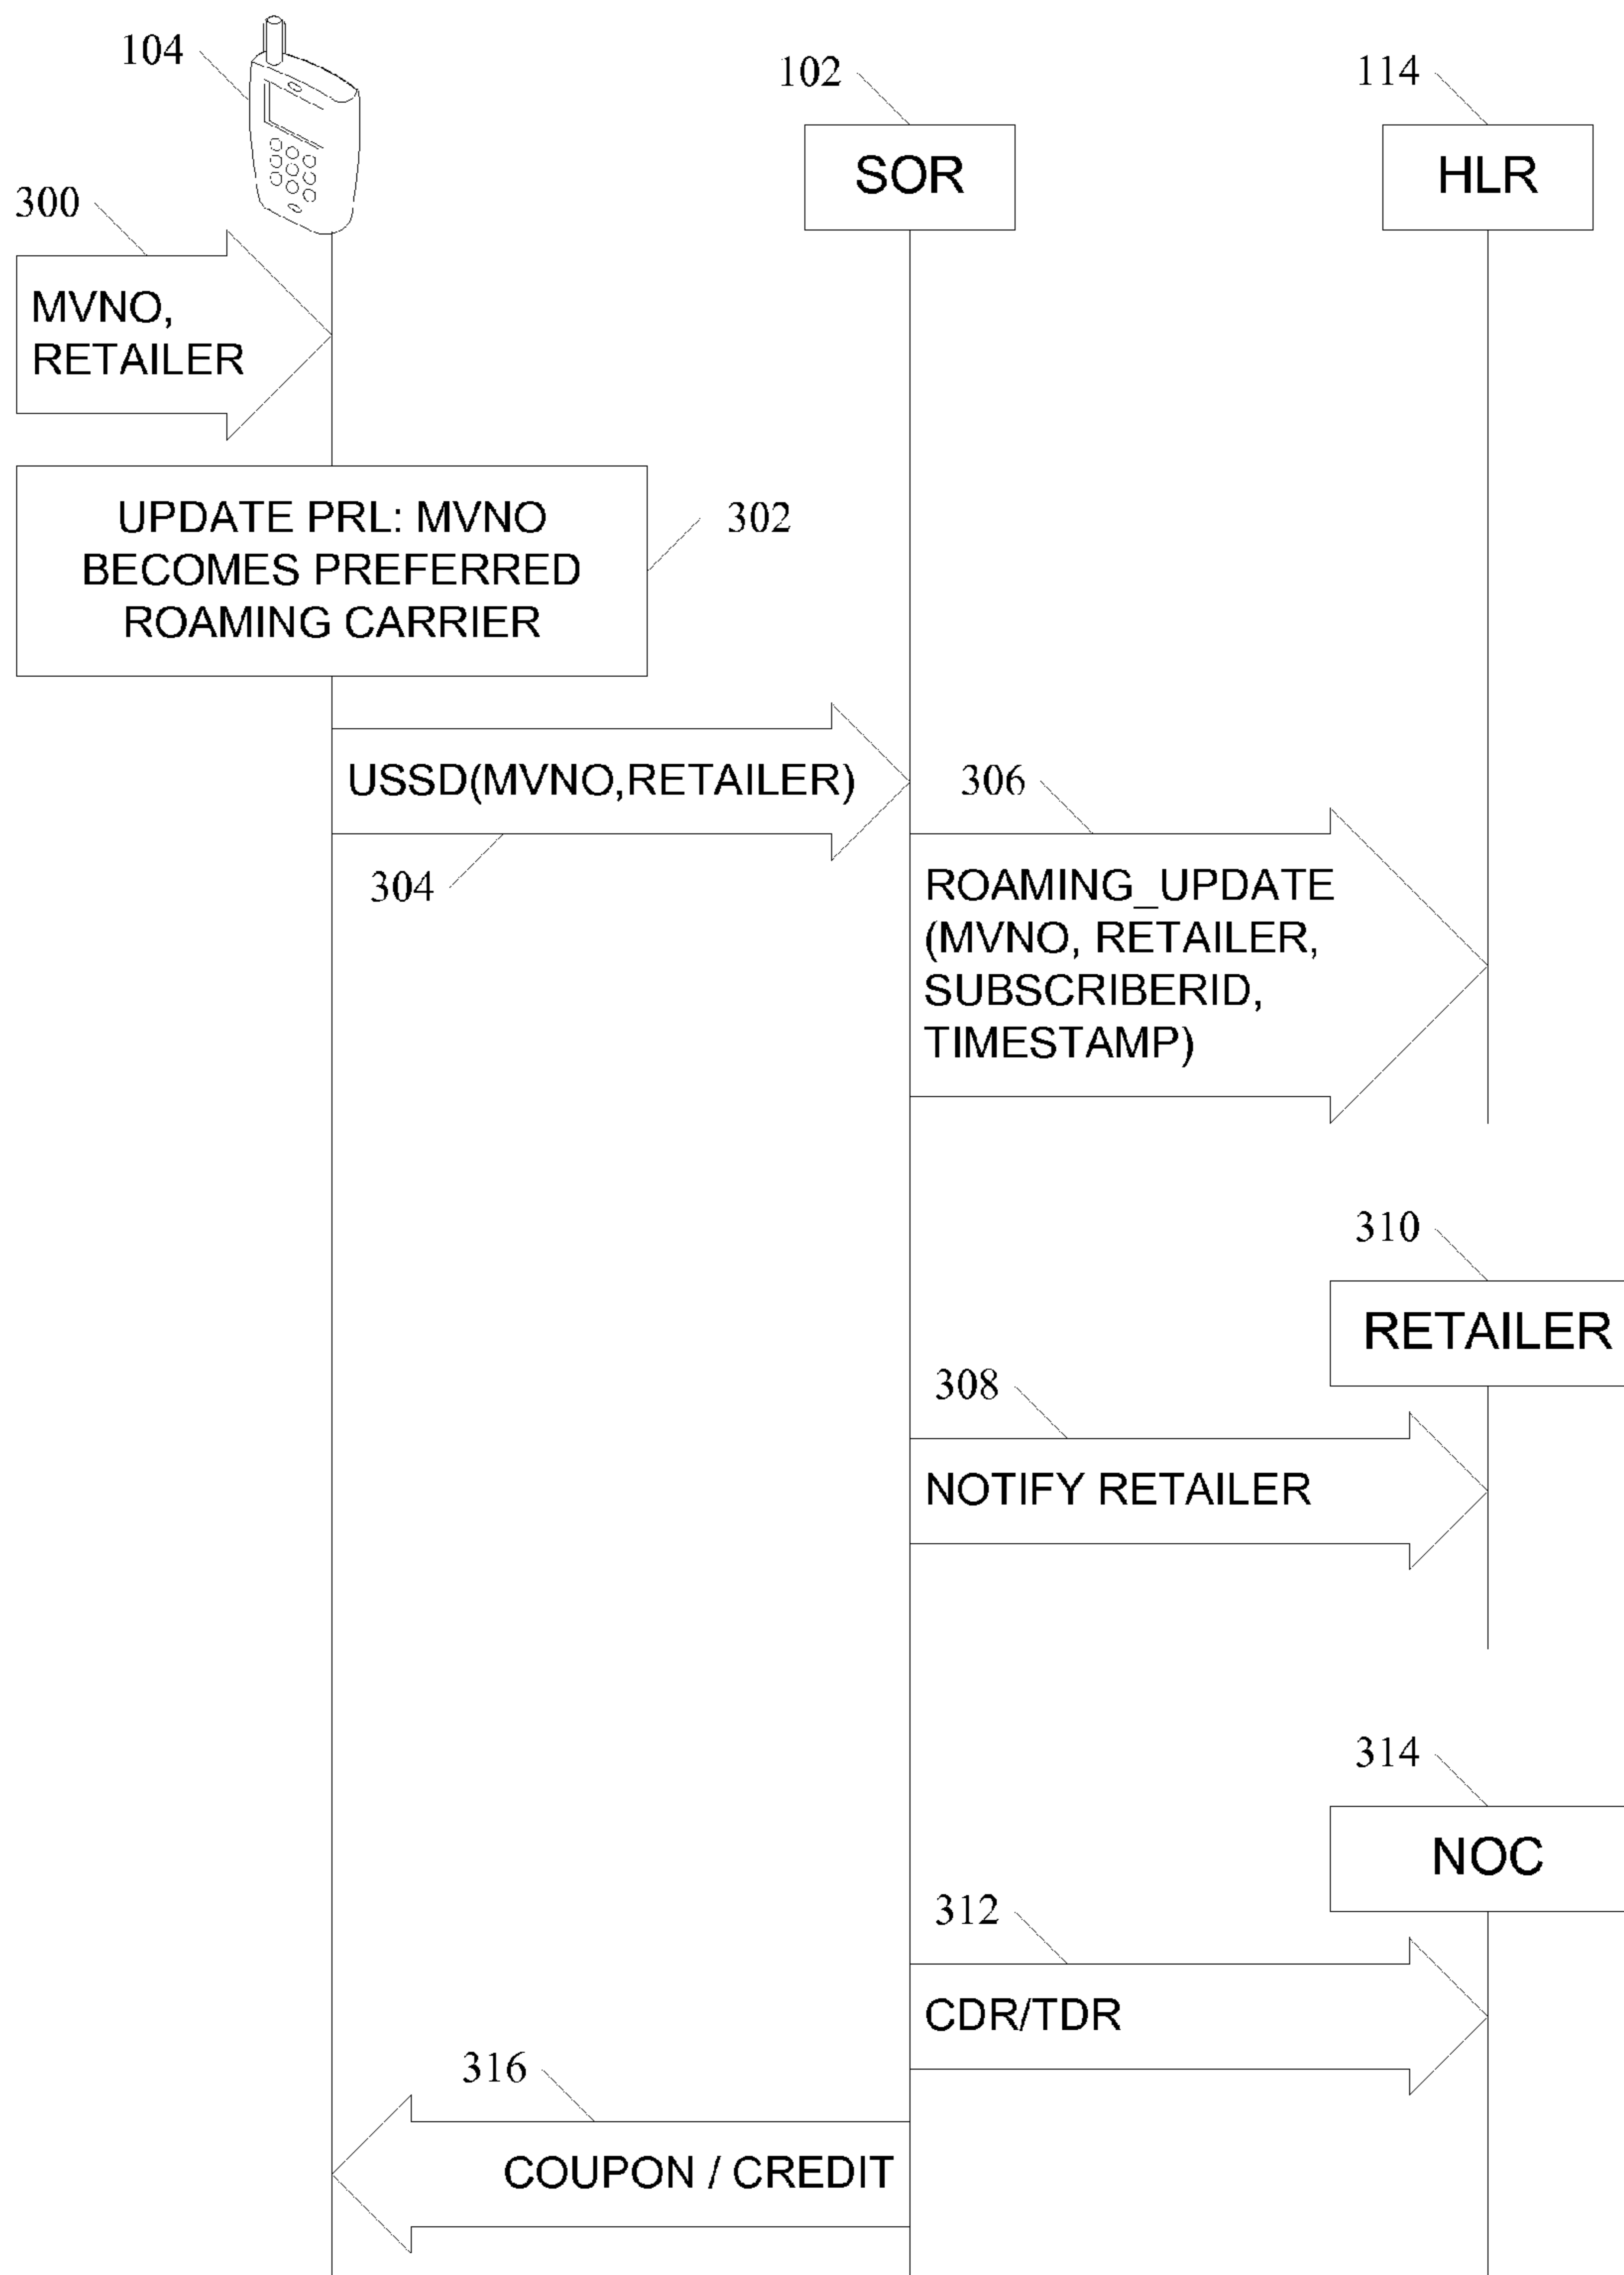 104
102
114
SOR
HLR
300
MVNO,
RETAILER
UPDATE PRL: MVNO
BECOMES PREFERRED
ROAMING CARRIER
302
USSD(MVNO,RETAILER)
304
306
ROAMING_UPDATE
(MVNO, RETAILER,
SUBSCRIBERID,
TIMESTAMP)
310
RETAILER
308
NOTIFY RETAILER
314
NOC
312
CDR/TDR
316
COUPON / CREDIT